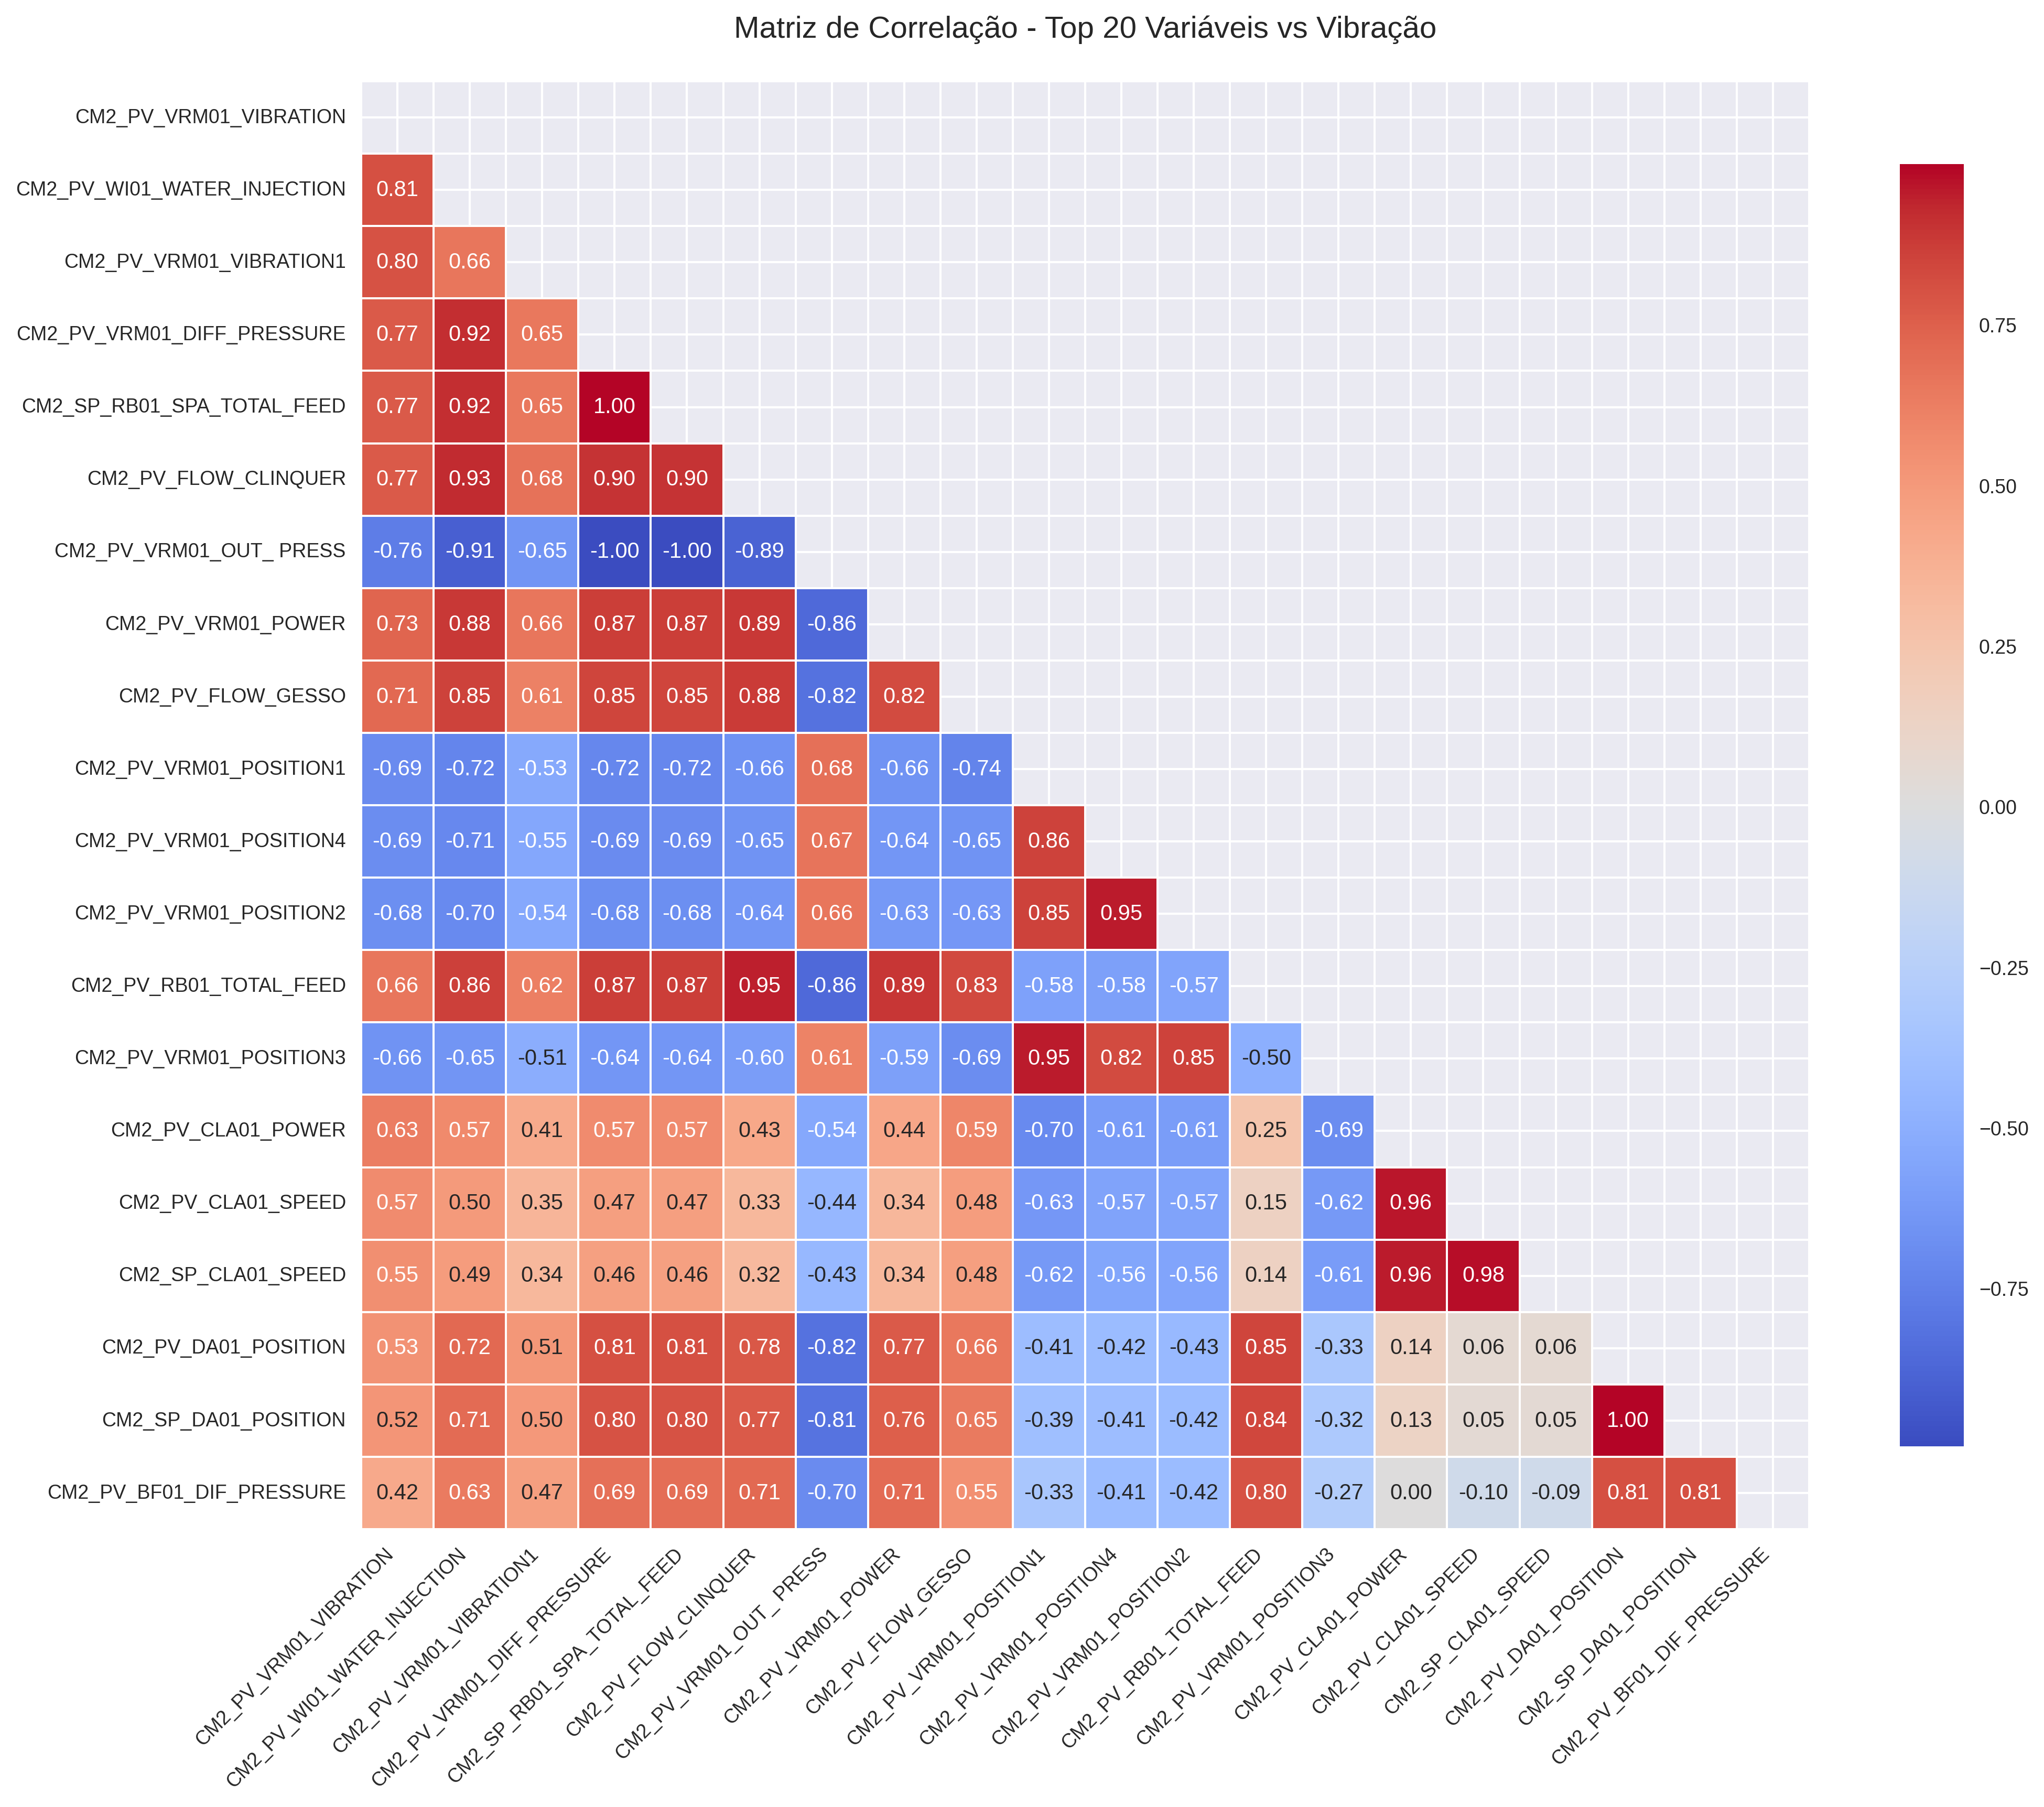 Matriz de Correlação - Top 20 Variáveis vs Vibração
CM2_PV_VRM01_VIBRATION
CM2_PV_WI01_WATER_INJECTION 0.81
CM2_PV_VRM01_VIBRATION1 0.80 0.66
CM2_PV_VRM01_DIFF_PRESSURE 0.77 0.92 0.65
CM2_SP_RB01_SPA_TOTAL_FEED 0.77 0.92 0.65 1.00
CM2_PV_FLOW_CLINQUER 0.77 0.93 0.68 0.90 0.90
CM2_PV_VRM01_OUT_ PRESS -0.76 -0.91 -0.65 -1.00 -1.00 -0.89
CM2_PV_VRM01_POWER 0.73 0.88 0.66 0.87 0.87 0.89 -0.86
CM2_PV_FLOW_GESSO 0.71 0.85 0.61 0.85 0.85 0.88 -0.82 0.82
CM2_PV_VRM01_POSITION1 -0.69 -0.72 -0.53 -0.72 -0.72 -0.66 0.68 -0.66 -0.74
CM2_PV_VRM01_POSITION4 -0.69 -0.71 -0.55 -0.69 -0.69 -0.65 0.67 -0.64 -0.65 0.86
CM2_PV_VRM01_POSITION2 -0.68 -0.70 -0.54 -0.68 -0.68 -0.64 0.66 -0.63 -0.63 0.85 0.95
CM2_PV_RB01_TOTAL_FEED 0.66 0.86 0.62 0.87 0.87 0.95 -0.86 0.89 0.83 -0.58 -0.58 -0.57
CM2_PV_VRM01_POSITION3 -0.66 -0.65 -0.51 -0.64 -0.64 -0.60 0.61 -0.59 -0.69 0.95 0.82 0.85 -0.50
CM2_PV_CLA01_POWER 0.63 0.57 0.41 0.57 0.57 0.43 -0.54 0.44 0.59 -0.70 -0.61 -0.61 0.25 -0.69
CM2_PV_CLA01_SPEED 0.57 0.50 0.35 0.47 0.47 0.33 -0.44 0.34 0.48 -0.63 -0.57 -0.57 0.15 -0.62 0.96
CM2_SP_CLA01_SPEED 0.55 0.49 0.34 0.46 0.46 0.32 -0.43 0.34 0.48 -0.62 -0.56 -0.56 0.14 -0.61 0.96 0.98
CM2_PV_DA01_POSITION 0.53 0.72 0.51 0.81 0.81 0.78 -0.82 0.77 0.66 -0.41 -0.42 -0.43 0.85 -0.33 0.14 0.06 0.06
CM2_SP_DA01_POSITION 0.52 0.71 0.50 0.80 0.80 0.77 -0.81 0.76 0.65 -0.39 -0.41 -0.42 0.84 -0.32 0.13 0.05 0.05 1.00
CM2_PV_BF01_DIF_PRESSURE 0.42 0.63 0.47 0.69 0.69 0.71 -0.70 0.71 0.55 -0.33 -0.41 -0.42 0.80 -0.27 0.00 -0.10 -0.09 0.81 0.81
CM2_PV_VRM01_VIBRATION
CM2_PV_WI01_WATER_INJECTION
CM2_PV_VRM01_VIBRATION1
CM2_PV_VRM01_DIFF_PRESSURE
CM2_SP_RB01_SPA_TOTAL_FEED
CM2_PV_FLOW_CLINQUER
CM2_PV_VRM01_OUT_ PRESS
CM2_PV_VRM01_POWER
CM2_PV_FLOW_GESSO
CM2_PV_VRM01_POSITION1
CM2_PV_VRM01_POSITION4
CM2_PV_VRM01_POSITION2
CM2_PV_RB01_TOTAL_FEED
CM2_PV_VRM01_POSITION3
CM2_PV_CLA01_POWER
CM2_PV_CLA01_SPEED
CM2_SP_CLA01_SPEED
CM2_PV_DA01_POSITION
CM2_SP_DA01_POSITION
CM2_PV_BF01_DIF_PRESSURE
0.75
0.50
0.25
0.00
−0.25
−0.50
−0.75